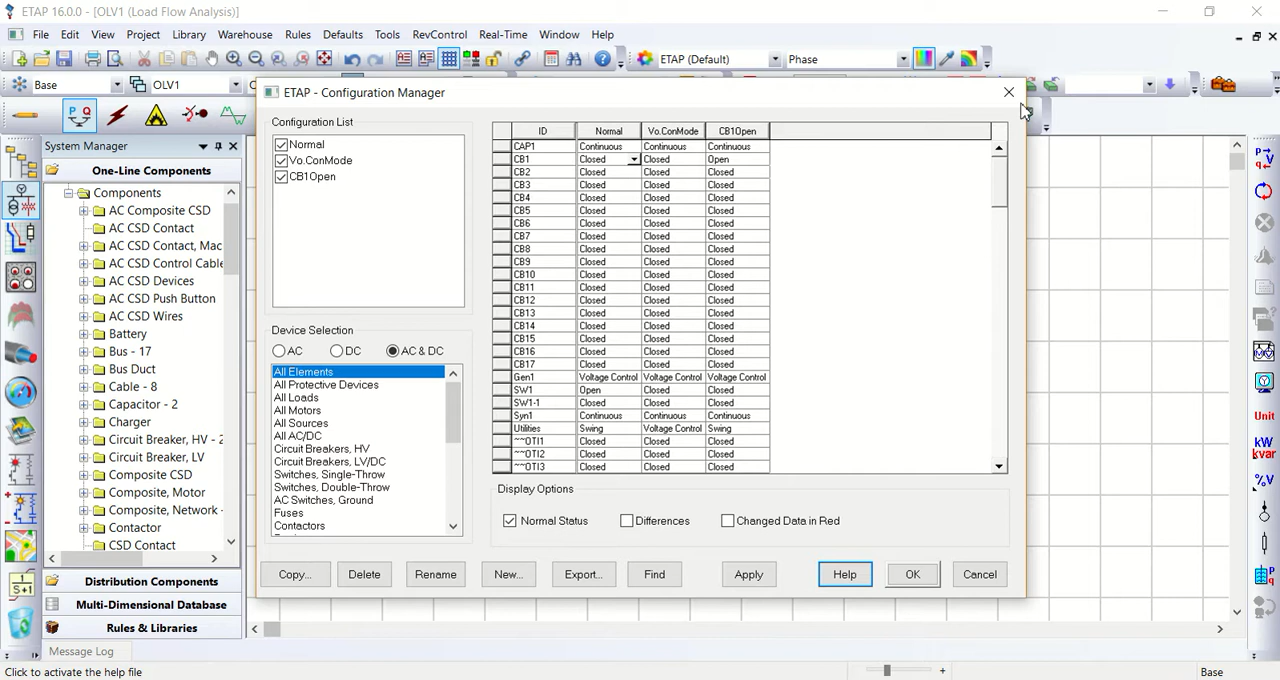 ETAP 16.0.0 - [OLV1 (Load Flow Analysis)]
File Edit View Project Library Warehouse Rules Defaults Tools RevControl Real-Time Window Help
ETAP (Default) Phase
Base OLV1
ETAP - Configuration Manager
System Manager
One-Line Components
Components
AC Composite CSD
AC CSD Contact
AC CSD Contact, Mac
AC CSD Control Cable
AC CSD Devices
AC CSD Push Button
AC CSD Wires
Battery
Bus - 17
Bus Duct
Cable - 8
Capacitor - 2
Charger
Circuit Breaker, HV - 2
Circuit Breaker, LV
Composite CSD
Composite, Motor
Composite, Network
Contactor
CSD Contact
Distribution Components
Multi-Dimensional Database
Rules & Libraries
Message Log
Configuration List
Normal
Vo.ConMode
CB1Open
Device Selection
AC DC AC & DC
All Elements
All Protective Devices
All Loads
All Motors
All Sources
All AC/DC
Circuit Breakers, HV
Circuit Breakers, LV/DC
Switches, Single-Throw
Switches, Double-Throw
AC Switches, Ground
Fuses
Contactors
ID Normal Vo.ConMode CB1Open
CAP1 Continuous Continuous Continuous
CB1 Closed Closed Open
CB2 Closed Closed Closed
CB3 Closed Closed Closed
CB4 Closed Closed Closed
CB5 Closed Closed Closed
CB6 Closed Closed Closed
CB7 Closed Closed Closed
CB8 Closed Closed Closed
CB9 Closed Closed Closed
CB10 Closed Closed Closed
CB11 Closed Closed Closed
CB12 Closed Closed Closed
CB13 Closed Closed Closed
CB14 Closed Closed Closed
CB15 Closed Closed Closed
CB16 Closed Closed Closed
CB17 Closed Closed Closed
Gen1 Voltage Control Voltage Control Voltage Control
SW1 Open Closed Closed
SW1-1 Closed Closed Closed
Syn1 Continuous Continuous Continuous
Utilities Swing Voltage Control Swing
~~OTI1 Closed Closed Closed
~~OTI2 Closed Closed Closed
~~OTI3 Closed Closed Closed
Display Options
Normal Status Differences Changed Data in Red
Copy... Delete Rename New... Export... Find Apply Help OK Cancel
Unit
kW
kvar
%V
Click to activate the help file
Base